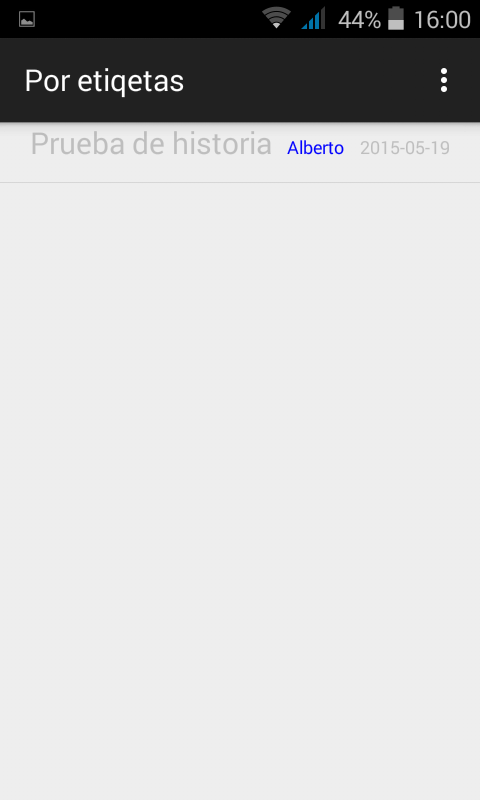 44% 16:00
Por etiqetas
Prueba de historia Alberto 2015-05-19